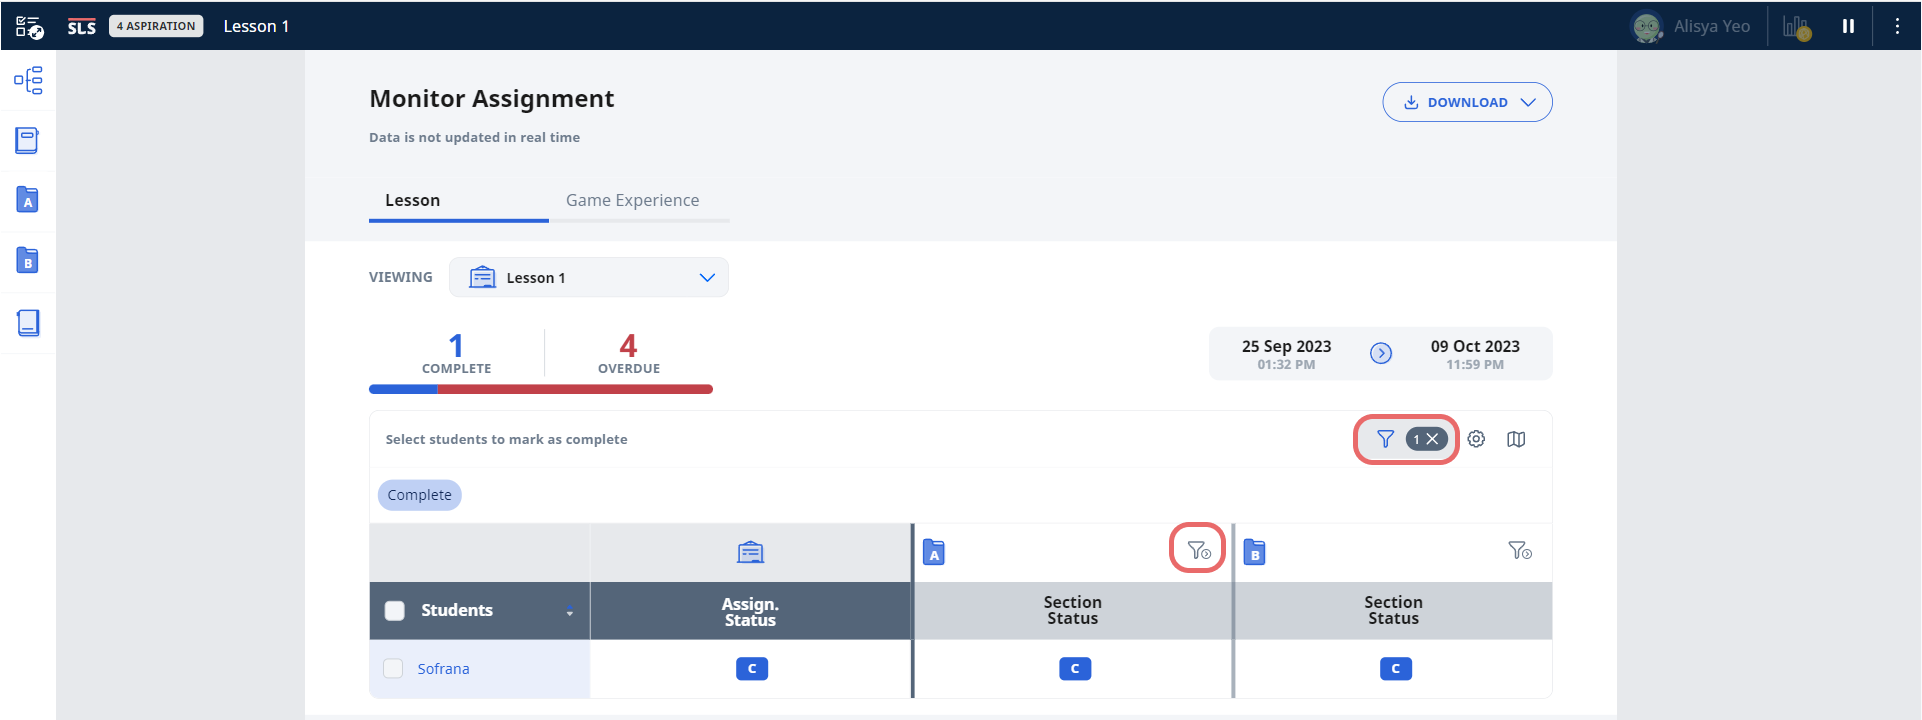 SLS 4 ASPIRATION Lesson 1 Alisya Yeo
Monitor Assignment
DOWNLOAD
Data is not updated in real time
Lesson Game Experience
VIEWING Lesson 1
1 4
COMPLETE OVERDUE
25 Sep 2023 09 Oct 2023
01:32 PM 11:59 PM
Select students to mark as complete
1
Complete
A B
Students
Assign.
Status
Section
Status
Section
Status
Sofrana C C C
A
B